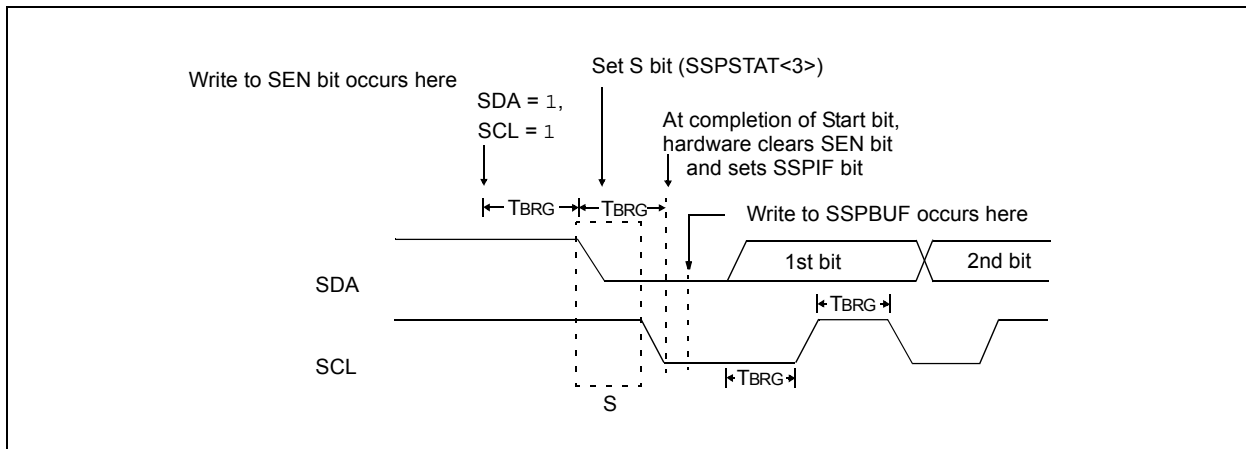 Write to SEN bit occurs here
Set S bit (SSPSTAT<3>)
SDA = 1,
SCL = 1
At completion of Start bit,
hardware clears SEN bit
and sets SSPIF bit
TBRG
TBRG
Write to SSPBUF occurs here
SDA
1st bit
2nd bit
TBRG
SCL
TBRG
S